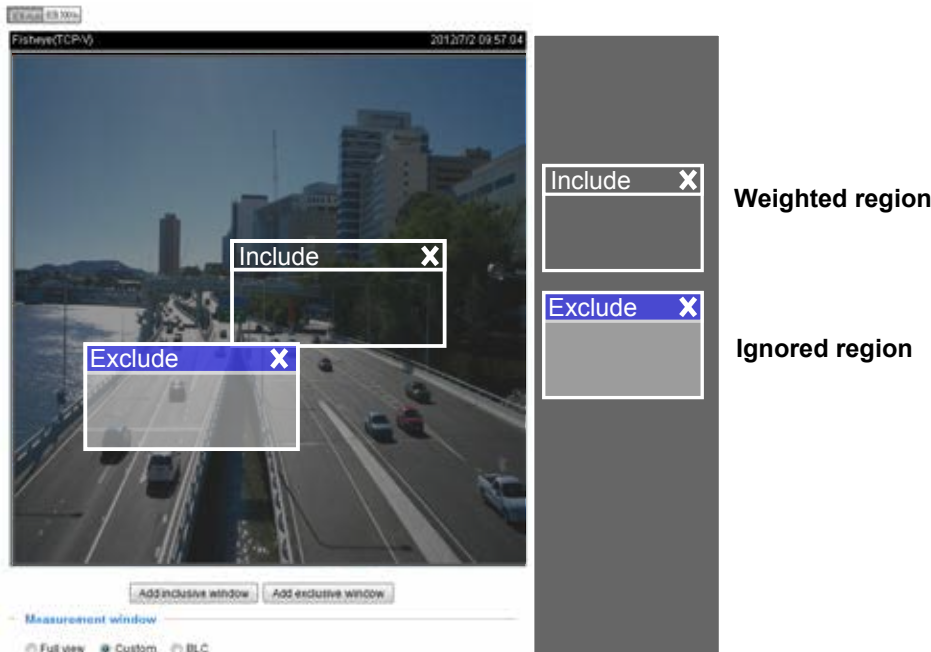 Fisheye(TCP-V) 2012/7/2 09:57:04
Include
Exclude
Include
Weighted region
Exclude
Ignored region
Add inclusive window Add exclusive window
Measurement window
Full view Custom BLC